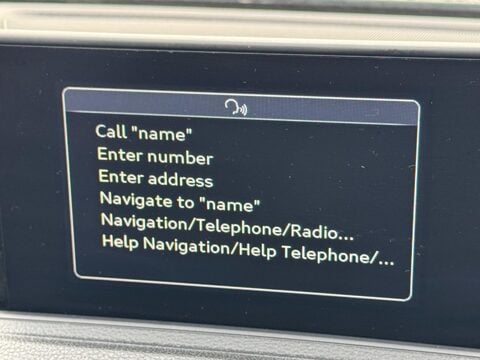 Call "name"
Enter number
Enter address
Navigate to "name"
Navigation/Telephone/Radio...
Help Navigation/Help Telephone/...